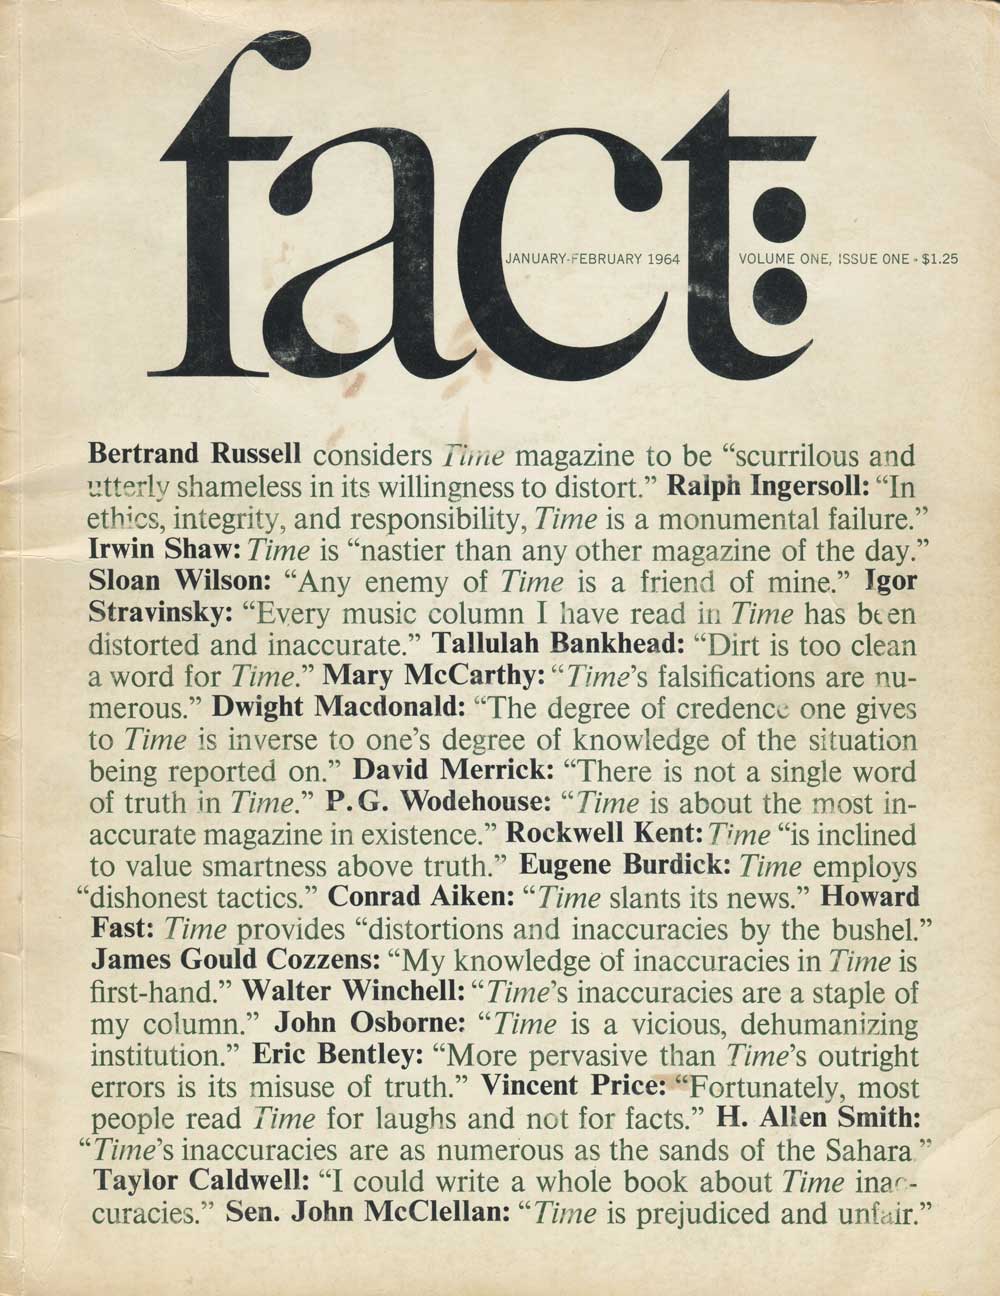 fact:
JANUARY-FEBRUARY 1964
VOLUME ONE, ISSUE ONE • $1.25
Bertrand Russell considers Time magazine to be “scurrilous and
utterly shameless in its willingness to distort.” Ralph Ingersoll: “In
ethics, integrity, and responsibility, Time is a monumental failure.”
Irwin Shaw: Time is “nastier than any other magazine of the day.”
Sloan Wilson: “Any enemy of Time is a friend of mine.” Igor
Stravinsky: “Every music column I have read in Time has been
distorted and inaccurate.” Tallulah Bankhead: “Dirt is too clean
a word for Time.” Mary McCarthy: “Time’s falsifications are nu-
merous.” Dwight Macdonald: “The degree of credence one gives
to Time is inverse to one’s degree of knowledge of the situation
being reported on.” David Merrick: “There is not a single word
of truth in Time.” P.G. Wodehouse: “Time is about the most in-
accurate magazine in existence.” Rockwell Kent: Time “is inclined
to value smartness above truth.” Eugene Burdick: Time employs
“dishonest tactics.” Conrad Aiken: “Time slants its news.” Howard
Fast: Time provides “distortions and inaccuracies by the bushel.”
James Gould Cozzens: “My knowledge of inaccuracies in Time is
first-hand.” Walter Winchell: “Time’s inaccuracies are a staple of
my column.” John Osborne: “Time is a vicious, dehumanizing
institution.” Eric Bentley: “More pervasive than Time’s outright
errors is its misuse of truth.” Vincent Price: “Fortunately, most
people read Time for laughs and not for facts.” H. Allen Smith:
“Time’s inaccuracies are as numerous as the sands of the Sahara.”
Taylor Caldwell: “I could write a whole book about Time inac-
curacies.” Sen. John McClellan: “Time is prejudiced and unfair.”